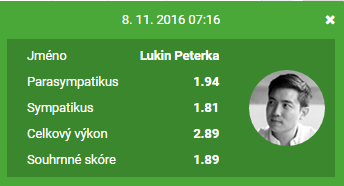 8. 11. 2016 07:16 ✖
Jméno Lukin Peterka
Parasympatikus 1.94
Sympatikus 1.81
Celkový výkon 2.89
Souhrnné skóre 1.89